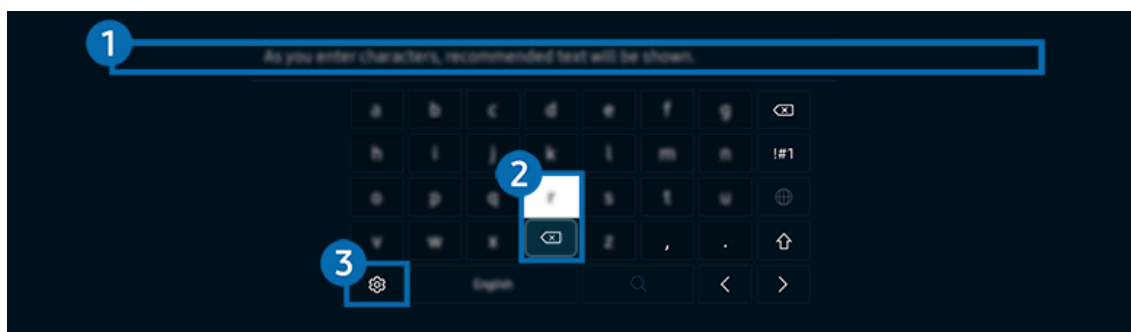 1
As you enter characters, recommended text will be shown.
a b c d e f g
h i j k l m n !#1
2
o p q r s t u
v w x z , .
3
English